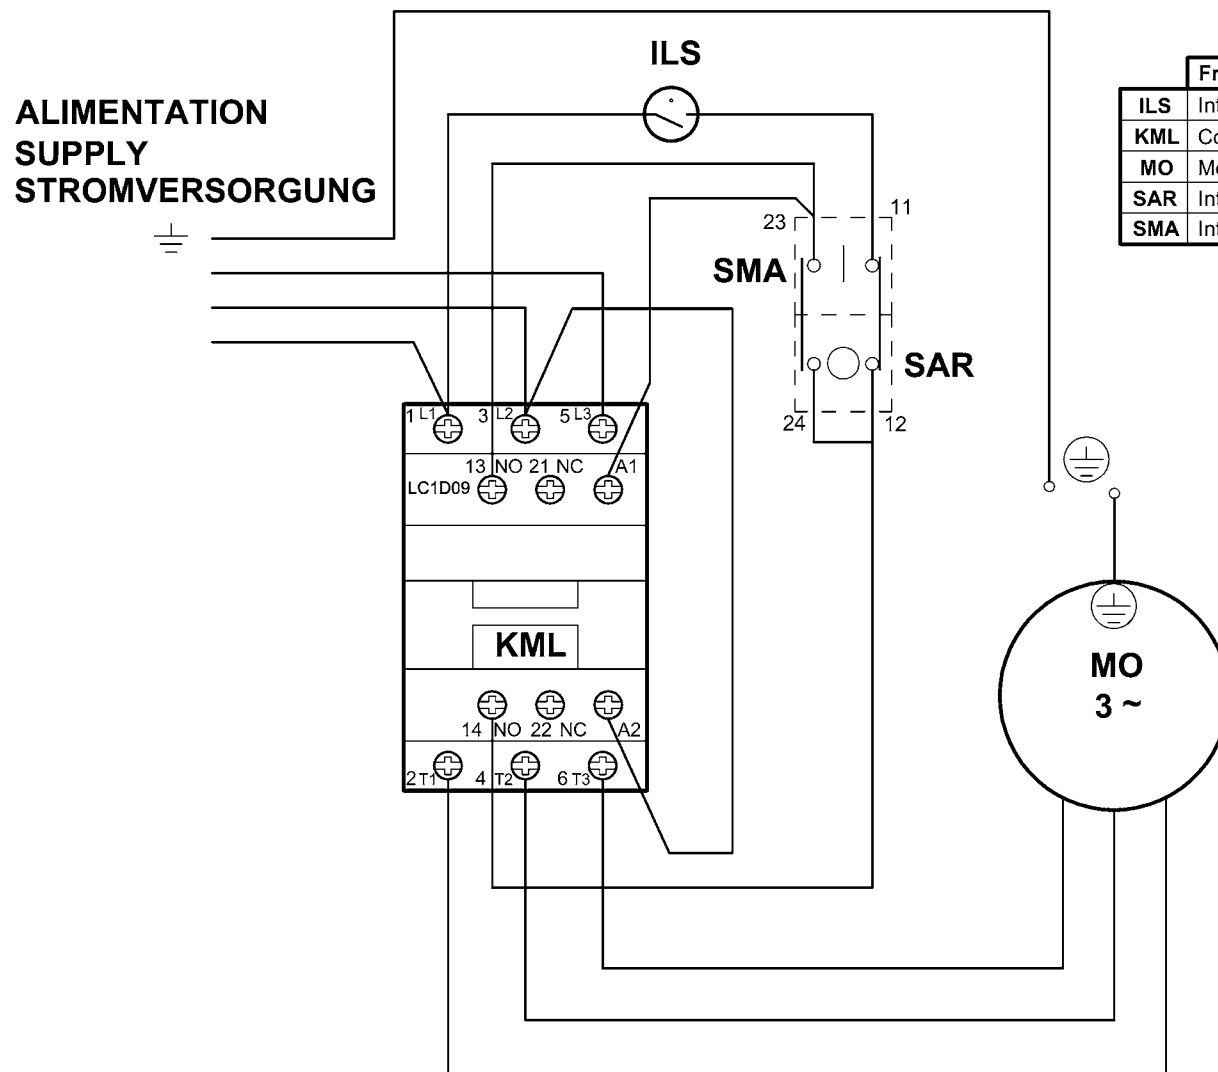 ILS
ALIMENTATION
SUPPLY
STROMVERSORGUNG
ILS
KML
MO
SAR
SMA
23
11
SMA
SAR
24
12
1 L1 3 L2 5 L3
13 NO 21 NC A1
LC1D09
KML
14 NO 22 NC A2
2 T1 4 T2 6 T3
MO
3 ~